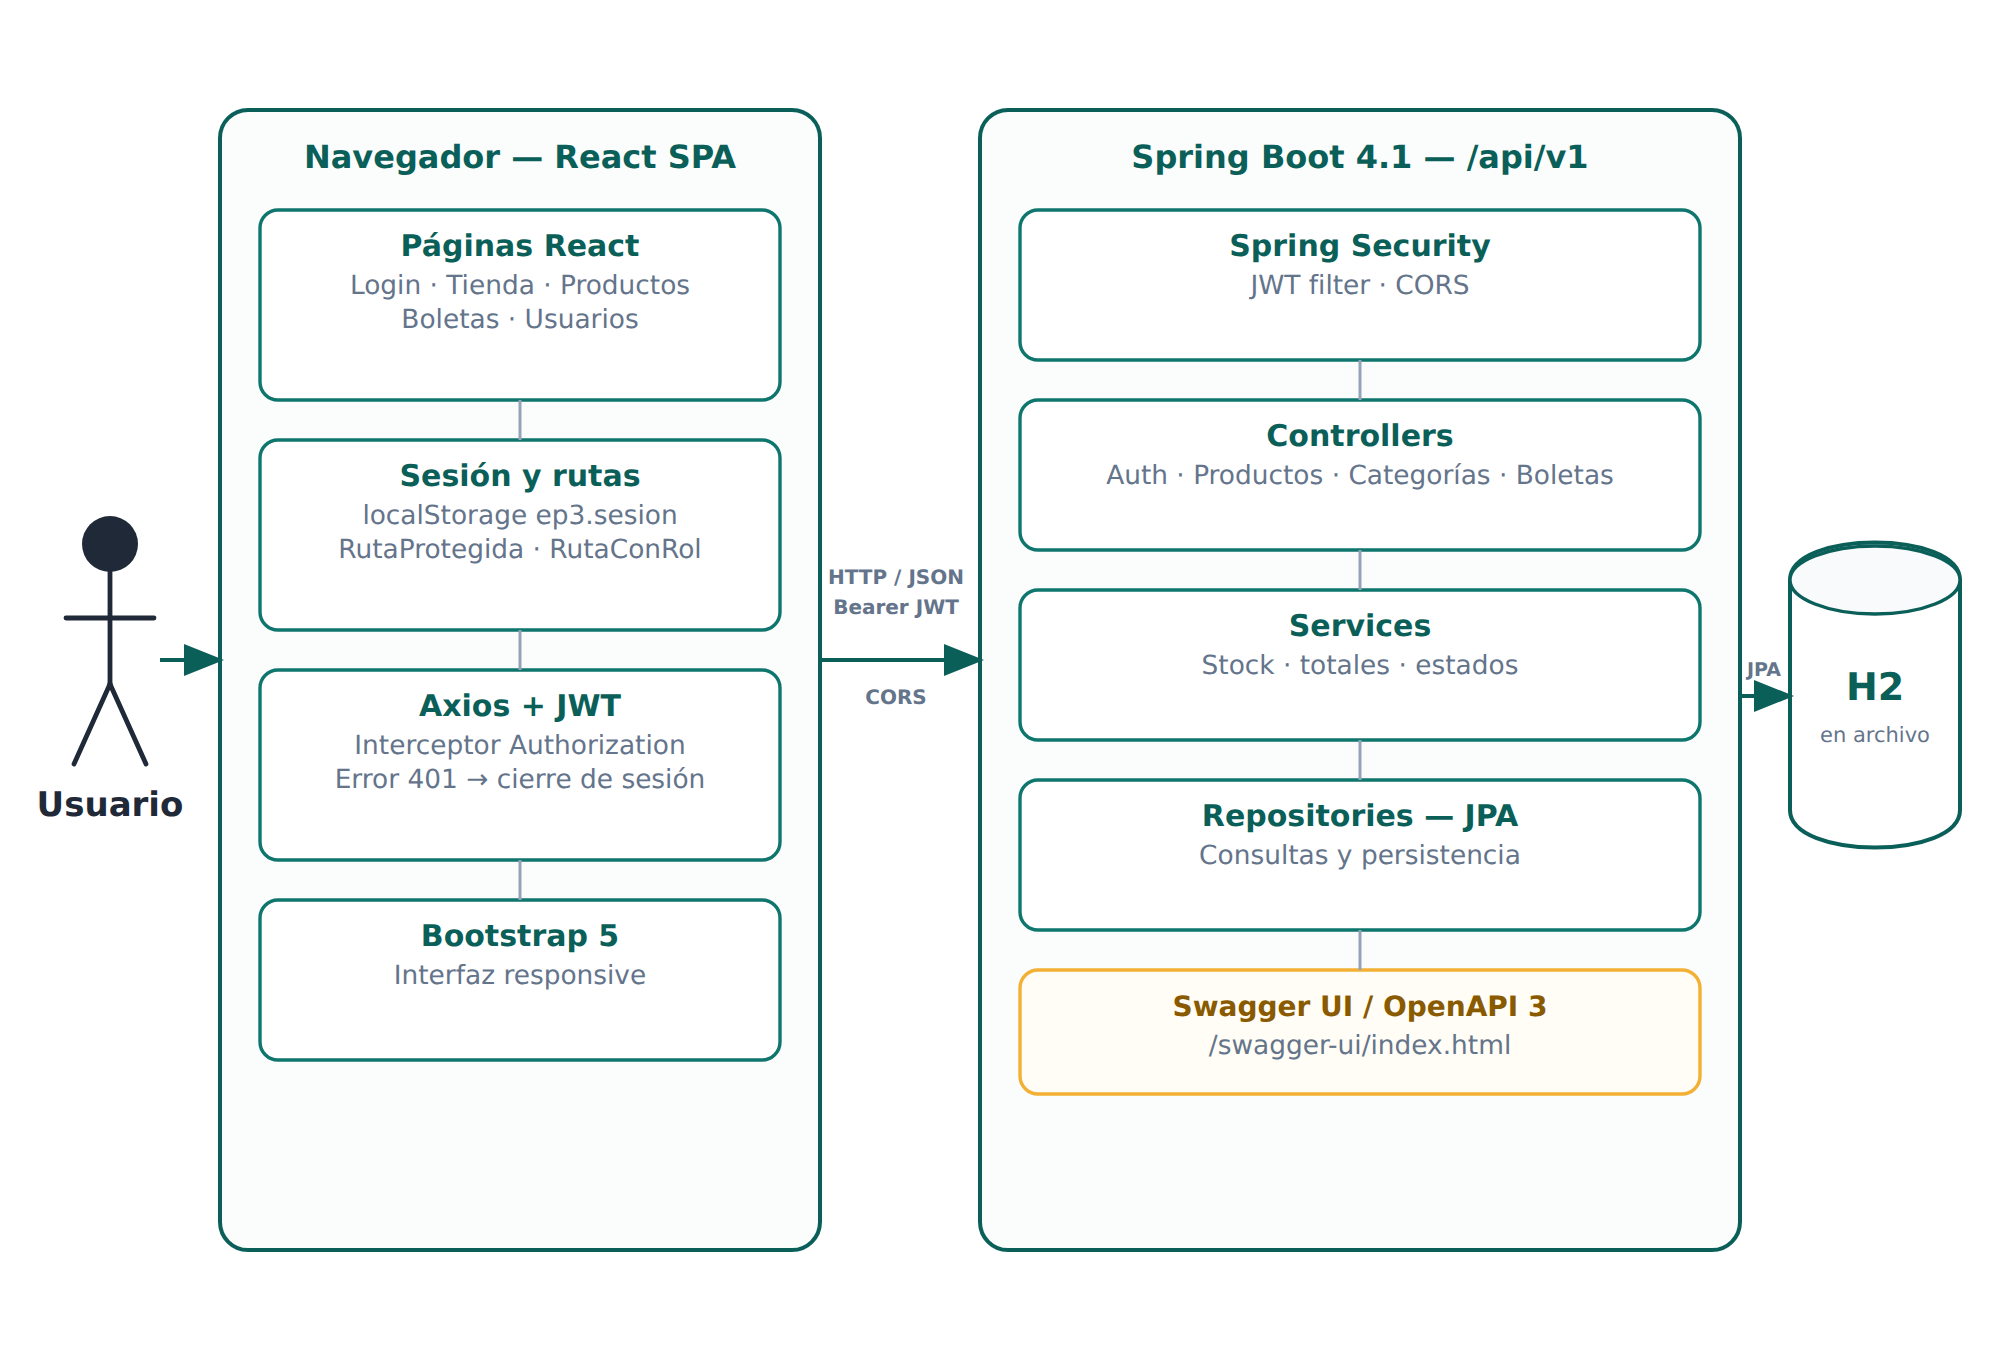 Navegador — React SPA
Páginas React
Login · Tienda · Productos
Boletas · Usuarios
Sesión y rutas
localStorage ep3.sesion
RutaProtegida · RutaConRol
Axios + JWT
Interceptor Authorization
Error 401 → cierre de sesión
Bootstrap 5
Interfaz responsive
Usuario
HTTP / JSON
Bearer JWT
CORS
Spring Boot 4.1 — /api/v1
Spring Security
JWT filter · CORS
Controllers
Auth · Productos · Categorías · Boletas
Services
Stock · totales · estados
Repositories — JPA
Consultas y persistencia
Swagger UI / OpenAPI 3
/swagger-ui/index.html
JPA
H2
en archivo